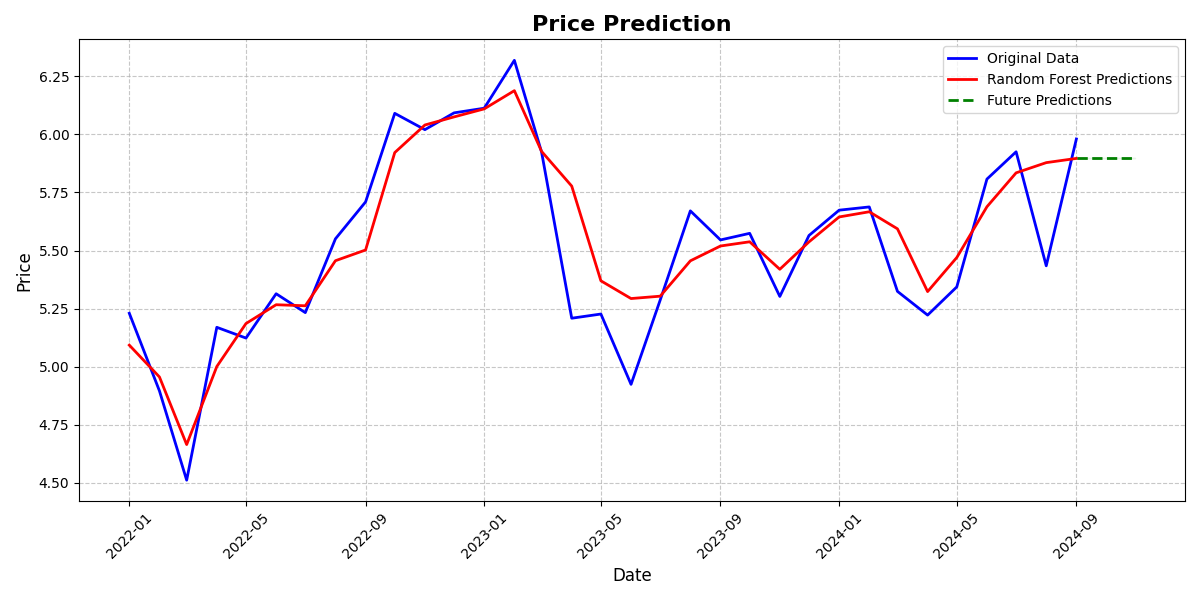 Price Prediction
Original Data
Random Forest Predictions
Future Predictions
Price
6.25
6.00
5.75
5.50
5.25
5.00
4.75
4.50
2022-01
2022-05
2022-09
2023-01
2023-05
2023-09
2024-01
2024-05
2024-09
Date